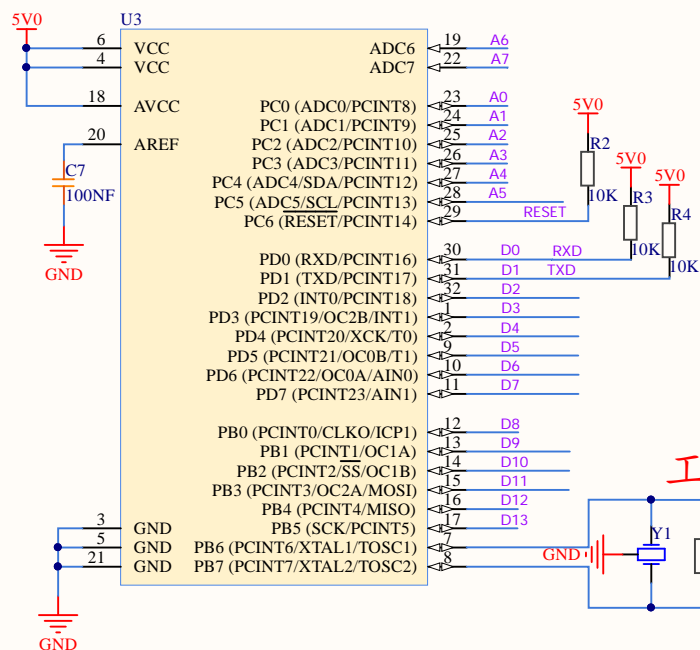 5V0
U3
6 VCC
4 VCC
18 AVCC
20 AREF
C7
100NF
GND
3 GND
5 GND
21 GND
GND
ADC6 19 A6
ADC7 22 A7
PC0 (ADC0/PCINT8) 23 A0
PC1 (ADC1/PCINT9) 24 A1
PC2 (ADC2/PCINT10) 25 A2
PC3 (ADC3/PCINT11) 26 A3
PC4 (ADC4/SDA/PCINT12) 27 A4
PC5 (ADC5/SCL/PCINT13) 28 A5
PC6 (RESET/PCINT14) 29 RESET
PD0 (RXD/PCINT16) 30 D0 RXD
PD1 (TXD/PCINT17) 31 D1 TXD
PD2 (INT0/PCINT18) 32 D2
PD3 (PCINT19/OC2B/INT1) 1 D3
PD4 (PCINT20/XCK/T0) 2 D4
PD5 (PCINT21/OC0B/T1) 9 D5
PD6 (PCINT22/OC0A/AIN0) 10 D6
PD7 (PCINT23/AIN1) 11 D7
PB0 (PCINT0/CLKO/ICP1) 12 D8
PB1 (PCINT1/OC1A) 13 D9
PB2 (PCINT2/SS/OC1B) 14 D10
PB3 (PCINT3/OC2A/MOSI) 15 D11
PB4 (PCINT4/MISO) 16 D12
PB5 (SCK/PCINT5) 17 D13
PB6 (PCINT6/XTAL1/TOSC1) 7
PB7 (PCINT7/XTAL2/TOSC2) 8
5V0
R2
10K
5V0
R3
10K
5V0
R4
10K
GND
Y1